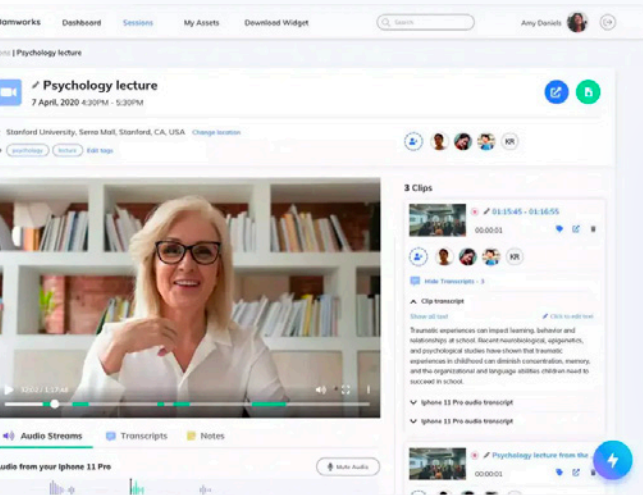 Dashboard
Sessions
My Assets
Download Widget
Search
Amy Daniels
| Psychology lecture
Psychology lecture
7 April, 2020 4:30PM - 5:30PM
Stanford University, Serra Mall, Stanford, CA, USA Change location
psychology
lecture
Edit tags
KR
3 Clips
01:15:45 - 01:16:55
00:00:01
KR
Hide Transcripts - 3
Clip transcript
Show all text
Click to edit text
Traumatic experiences can impact learning, behavior and
relationships at school. Recent neurobiological, epigenetics,
and psychological studies have shown that traumatic
experiences in childhood can diminish concentration, memory,
and the organizational and language abilities children need to
succeed in school.
Iphone 11 Pro audio transcript
Iphone 11 Pro audio transcript
Audio Streams
Transcripts
Notes
from your Iphone 11 Pro
Mute Audio
Psychology lecture from the ...
00:00:01